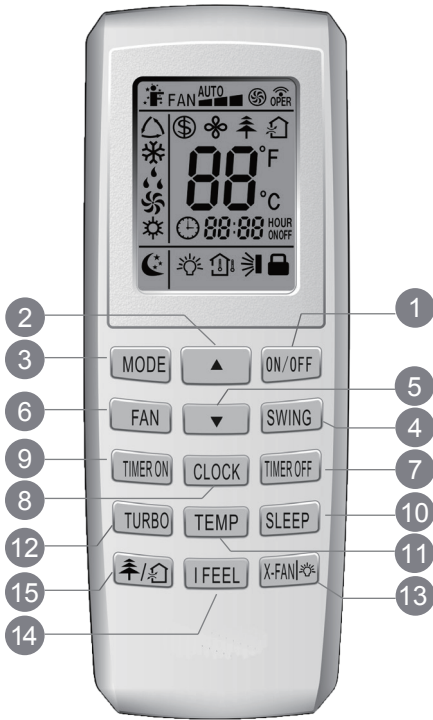 FAN AUTO OPER
88 °F
°C
88:88 HOUR
ON OFF
2
1
3 MODE ▲ ON/OFF
5
6 FAN ▼ SWING
4
9
TIMER ON CLOCK TIMER OFF
7
8
10
TURBO TEMP SLEEP
12
11
15 / I FEEL X-FAN
13
14